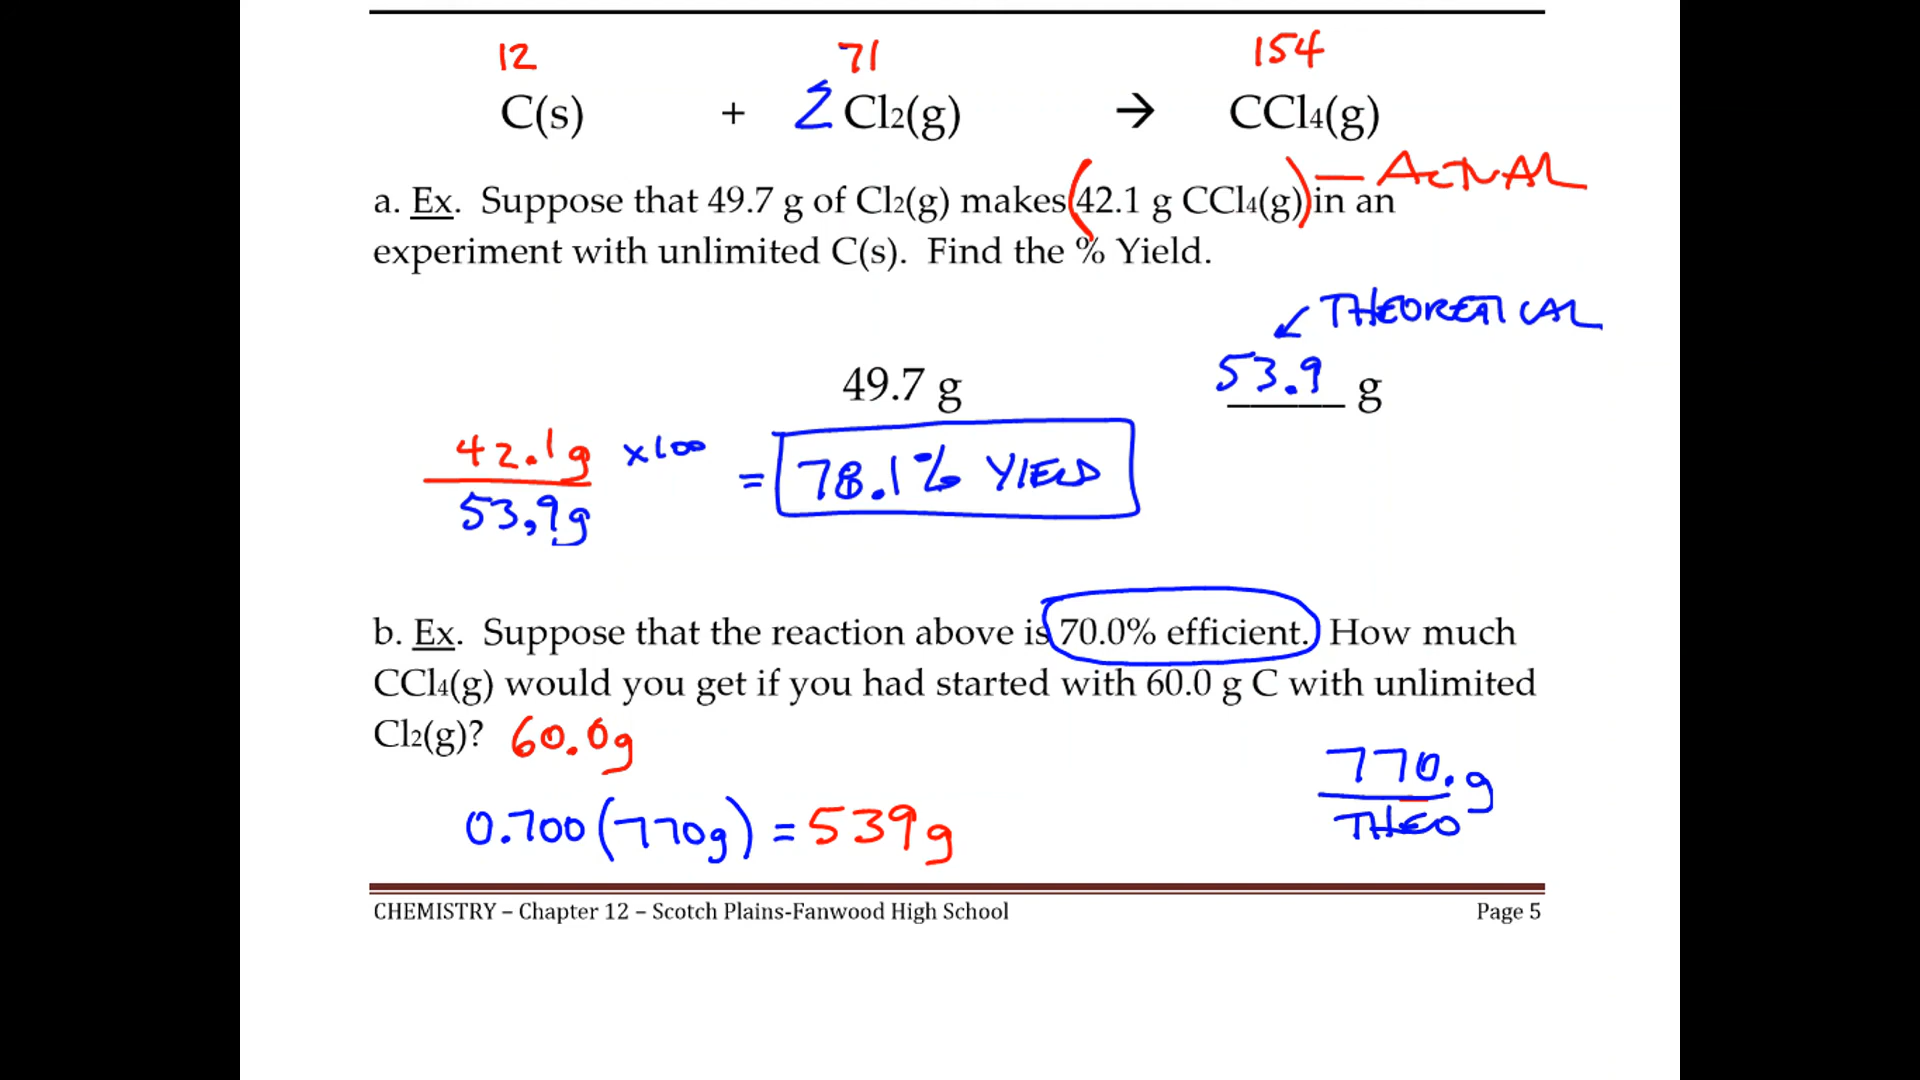 12 71 154
C(s) + 2 Cl2(g) → CCl4(g)
a. Ex. Suppose that 49.7 g of Cl2(g) makes (42.1 g CCl4(g)) in an — ACTUAL
experiment with unlimited C(s). Find the % Yield.
THEORETICAL
49.7 g 53.9 g
42.1g x100 = 78.1% YIELD
53.9g
b. Ex. Suppose that the reaction above is 70.0% efficient. How much
CCl4(g) would you get if you had started with 60.0 g C with unlimited
Cl2(g)? 60.0g
770. g
0.700 (770g) = 539g THEO
CHEMISTRY – Chapter 12 – Scotch Plains-Fanwood High School Page 5